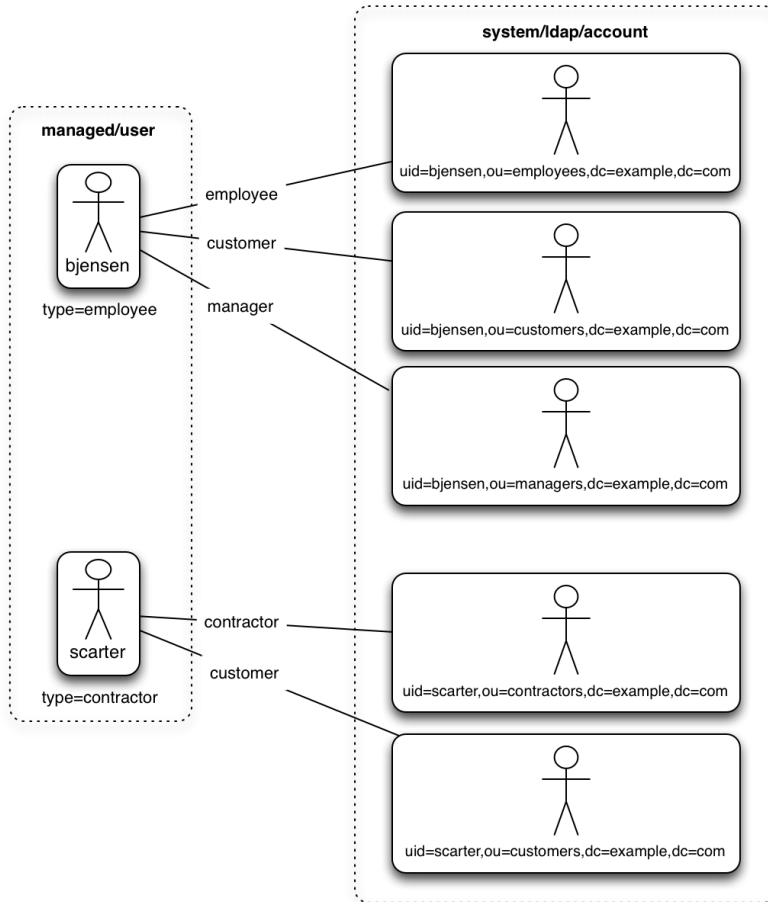 system/ldap/account
managed/user
uid=bjensen,ou=employees,dc=example,dc=com
employee
customer
bjensen
manager
type=employee
uid=bjensen,ou=customers,dc=example,dc=com
uid=bjensen,ou=managers,dc=example,dc=com
contractor
scarter
customer
type=contractor
uid=scarter,ou=contractors,dc=example,dc=com
uid=scarter,ou=customers,dc=example,dc=com